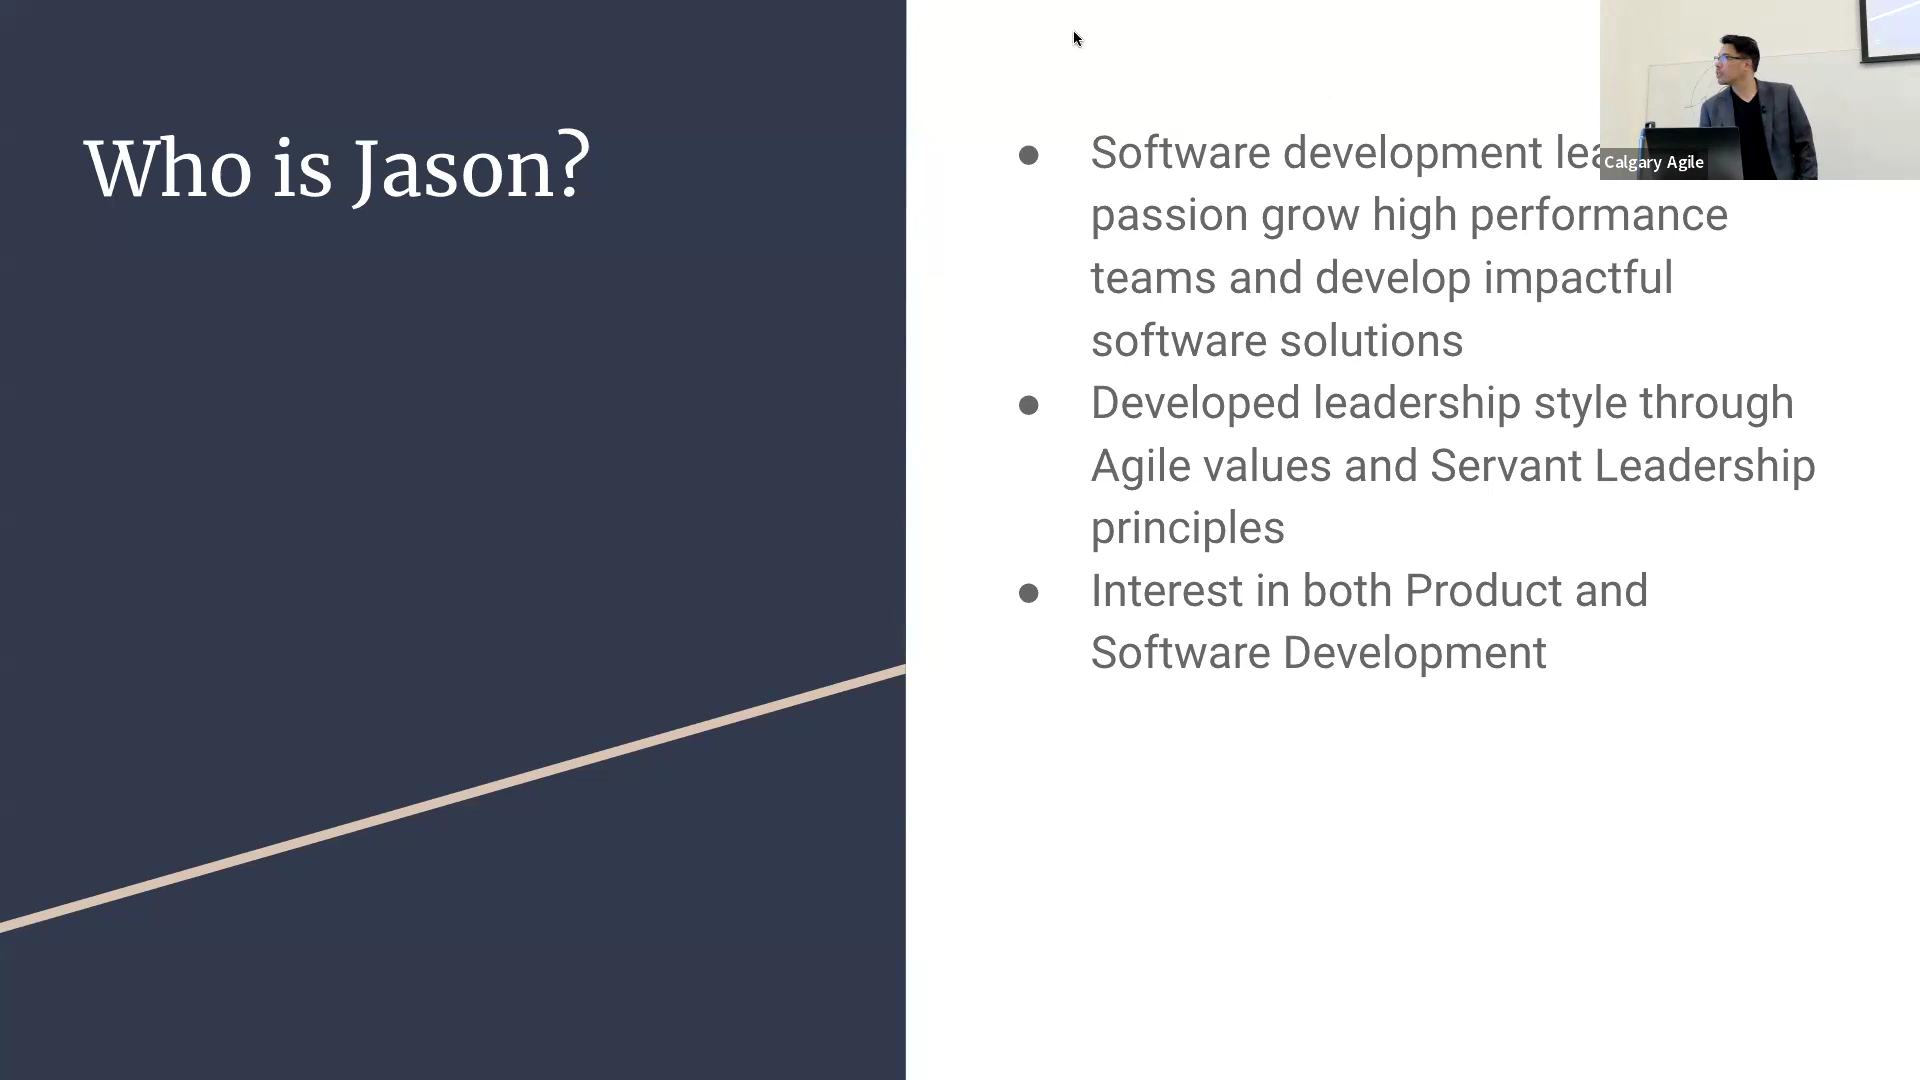 Who is Jason?
Software development
passion grow high performance
teams and develop impactful
software solutions
Developed leadership style through
Agile values and Servant Leadership
principles
Interest in both Product and
Software Development
Calgary Agile